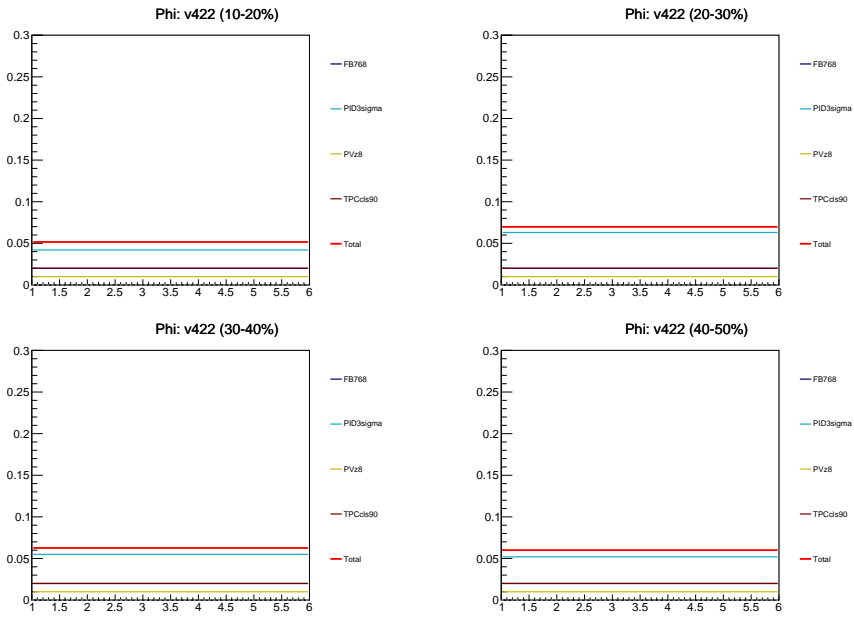 Phi: v422 (10-20%)
0.3
0.25
0.2
0.15
0.1
0.05
0
1 1.5 2 2.5 3 3.5 4 4.5 5 5.5 6
FB768
PID3sigma
PVz8
TPCcls90
Total
Phi: v422 (20-30%)
0.3
0.25
0.2
0.15
0.1
0.05
0
1 1.5 2 2.5 3 3.5 4 4.5 5 5.5 6
FB768
PID3sigma
PVz8
TPCcls90
Total
Phi: v422 (30-40%)
0.3
0.25
0.2
0.15
0.1
0.05
0
1 1.5 2 2.5 3 3.5 4 4.5 5 5.5 6
FB768
PID3sigma
PVz8
TPCcls90
Total
Phi: v422 (40-50%)
0.3
0.25
0.2
0.15
0.1
0.05
0
1 1.5 2 2.5 3 3.5 4 4.5 5 5.5 6
FB768
PID3sigma
PVz8
TPCcls90
Total